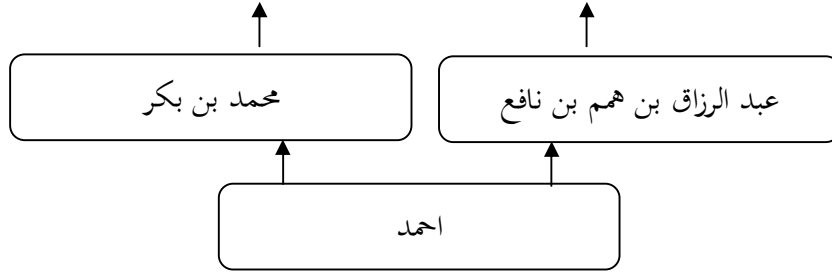 عبد الرزاق بن همم بن نافع
محمد بن بكر
احمد